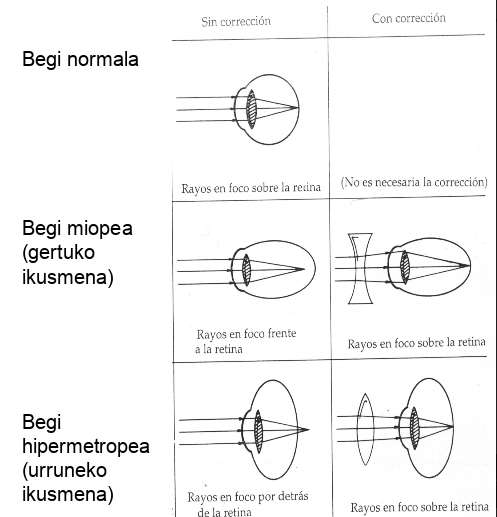 Sin corrección
Con corrección
Begi normala
Rayos en foco sobre la retina
(No es necesaria la corrección)
Begi miopea
(gertuko
ikusmena)
Rayos en foco frente
a la retina
Rayos en foco sobre la retina
Begi
hipermetropea
(urruneko
ikusmena)
Rayos en foco por detrás
de la retina
Rayos en foco sobre la retina